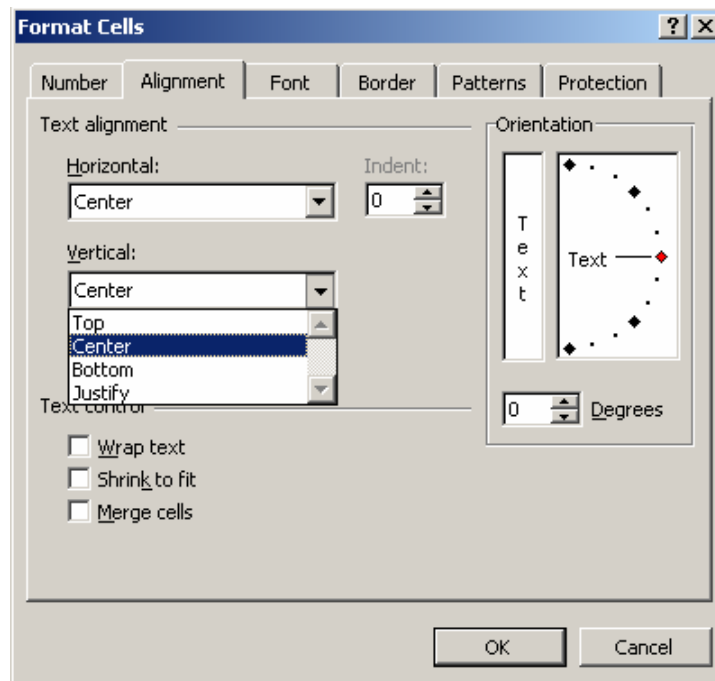 Format Cells
Number Alignment Font Border Patterns Protection
Text alignment
Horizontal:
Indent:
Center
0
Vertical:
Center
Top
Center
Bottom
Justify
Text control
Wrap text
Shrink to fit
Merge cells
Orientation
Text
Text
0 Degrees
OK Cancel